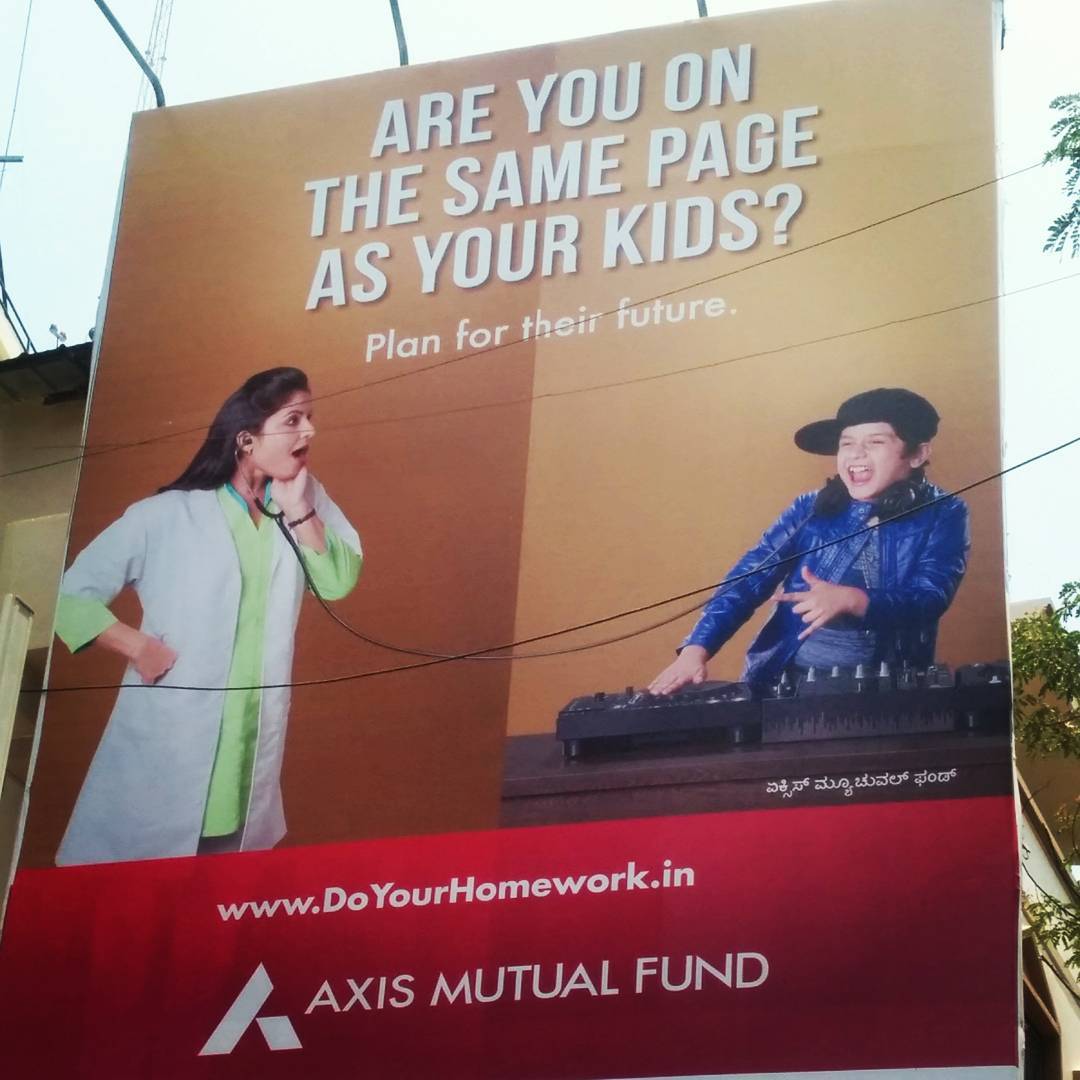 ARE YOU ON
THE SAME PAGE
AS YOUR KIDS?
Plan for their future.
ಏಕ್ಸಿಸ್ ಮ್ಯೂಚುವಲ್ ಫಂಡ್
www.DoYourHomework.in
AXIS MUTUAL FUND